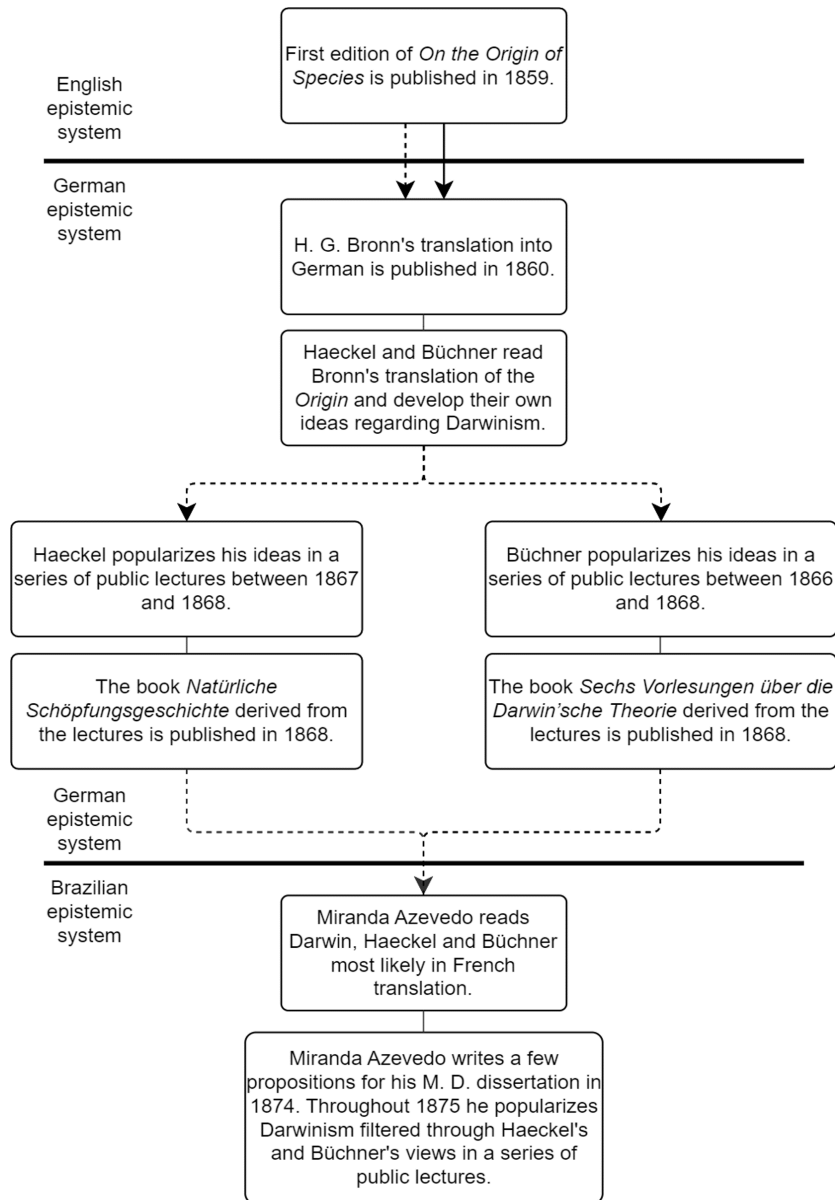 First edition of On the Origin of
Species is published in 1859.
English
epistemic
system
German
epistemic
system
H. G. Bronn's translation into
German is published in 1860.
Haeckel and Büchner read
Bronn's translation of the
Origin and develop their own
ideas regarding Darwinism.
Haeckel popularizes his ideas in a
series of public lectures between 1867
and 1868.
Büchner popularizes his ideas in a
series of public lectures between 1866
and 1868.
The book Natürliche
Schöpfungsgeschichte derived from
the lectures is published in 1868.
The book Sechs Vorlesungen über die
Darwin’sche Theorie derived from the
lectures is published in 1868.
German
epistemic
system
Brazilian
epistemic
system
Miranda Azevedo reads
Darwin, Haeckel and Büchner
most likely in French
translation.
Miranda Azevedo writes a few
propositions for his M. D. dissertation in
1874. Throughout 1875 he popularizes
Darwinism filtered through Haeckel's
and Büchner's views in a series of
public lectures.